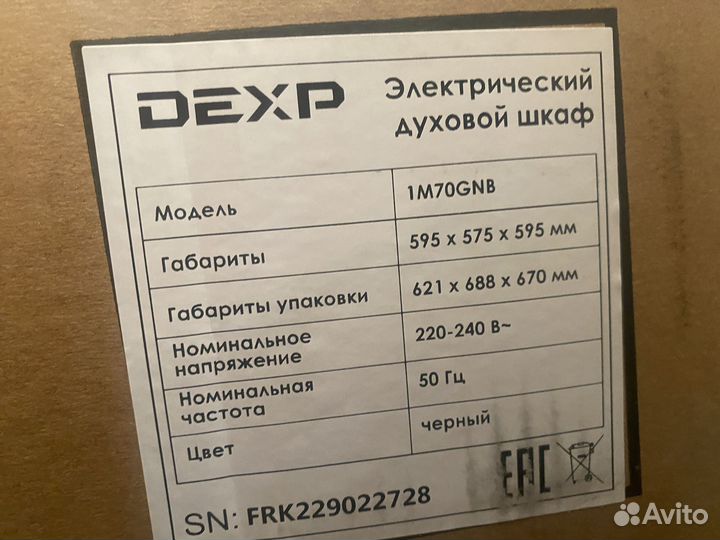 DEXP
Электрический
духовой шкаф
Модель 1M70GNB
Габариты 595 x 575 x 595 мм
Габариты упаковки 621 x 688 x 670 мм
Номинальное
напряжение 220-240 В~
Номинальная
частота 50 Гц
Цвет черный
SN: FRK229022728
EAC
Avito